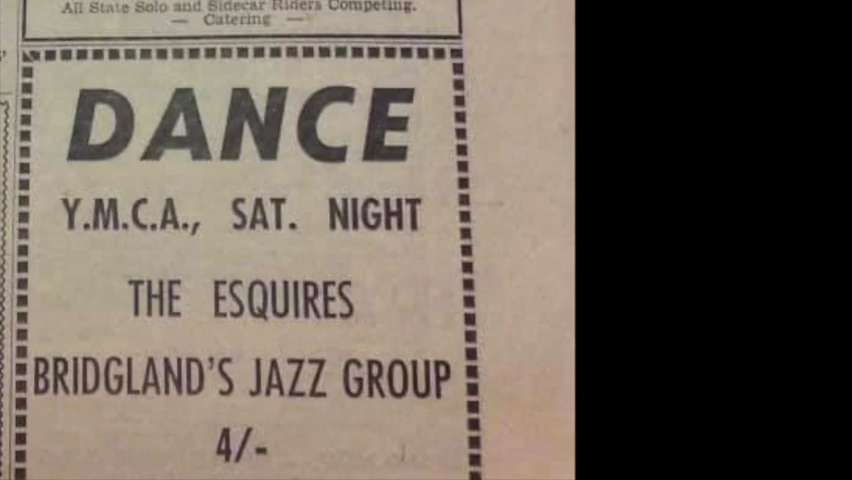 All State Solo and Sidecar Riders Competing.
— Catering —
DANCE
Y.M.C.A., SAT. NIGHT
THE ESQUIRES
BRIDGLAND'S JAZZ GROUP
4/-